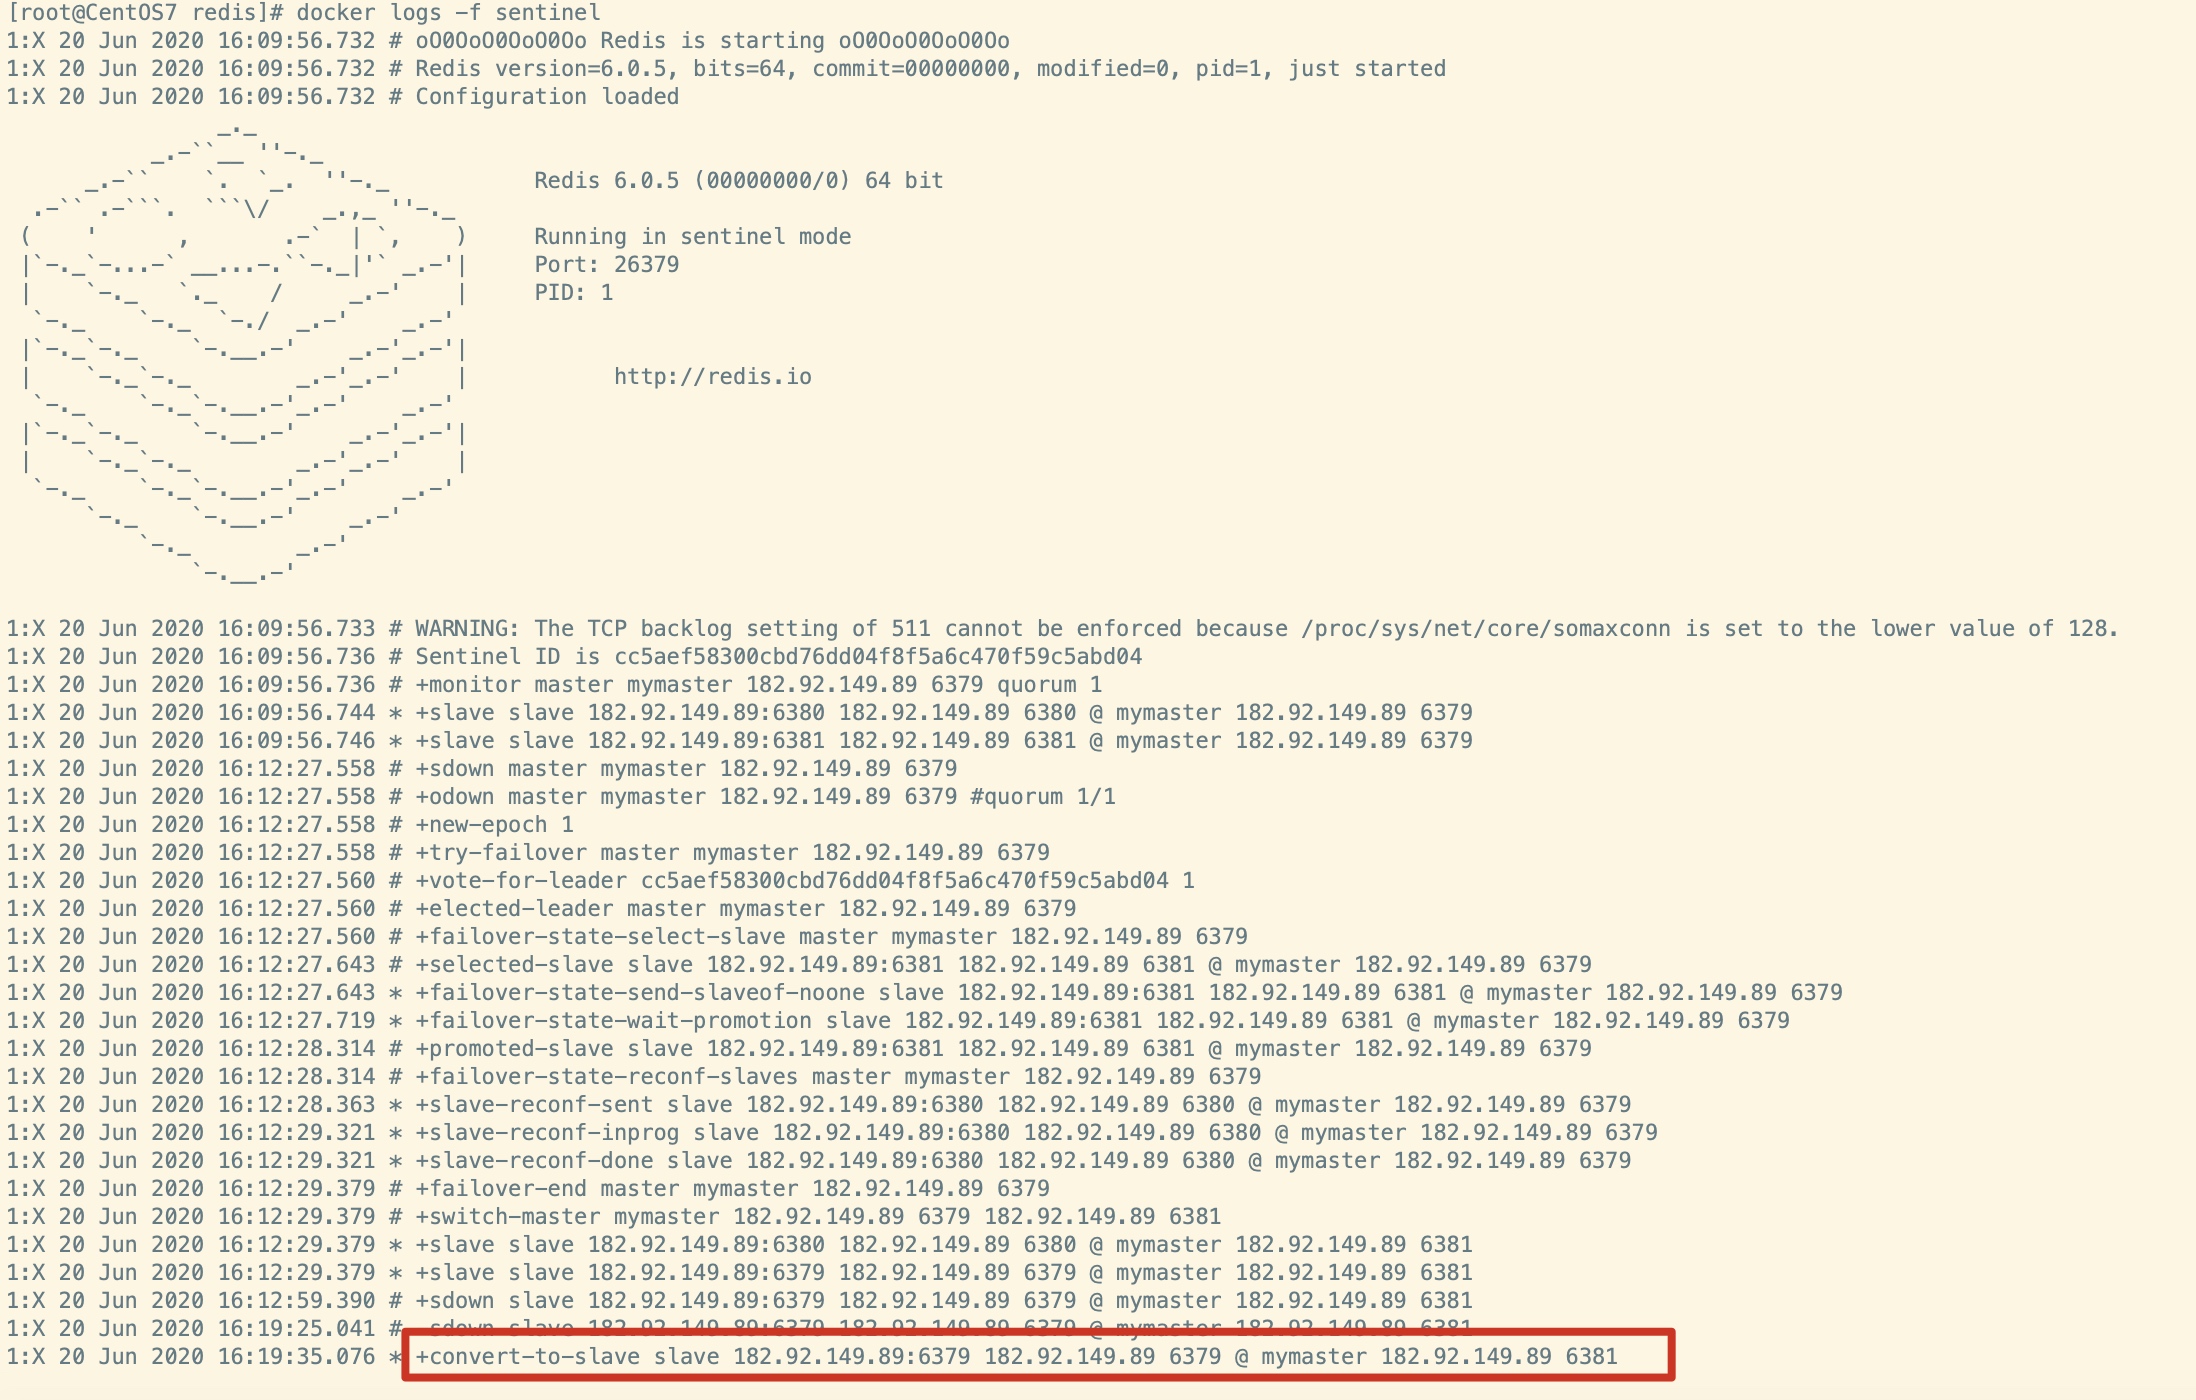 [root@CentOS7 redis]# docker logs -f sentinel
1:X 20 Jun 2020 16:09:56.732 # oO0OoO0OoO0Oo Redis is starting oO0OoO0OoO0Oo
1:X 20 Jun 2020 16:09:56.732 # Redis version=6.0.5, bits=64, commit=00000000, modified=0, pid=1, just started
1:X 20 Jun 2020 16:09:56.732 # Configuration loaded
Redis 6.0.5 (00000000/0) 64 bit
Running in sentinel mode
Port: 26379
PID: 1
http://redis.io
1:X 20 Jun 2020 16:09:56.733 # WARNING: The TCP backlog setting of 511 cannot be enforced because /proc/sys/net/core/somaxconn is set to the lower value of 128.
1:X 20 Jun 2020 16:09:56.736 # Sentinel ID is cc5aef58300cbd76dd04f8f5a6c470f59c5abd04
1:X 20 Jun 2020 16:09:56.736 # +monitor master mymaster 182.92.149.89 6379 quorum 1
1:X 20 Jun 2020 16:09:56.744 * +slave slave 182.92.149.89:6380 182.92.149.89 6380 @ mymaster 182.92.149.89 6379
1:X 20 Jun 2020 16:09:56.746 * +slave slave 182.92.149.89:6381 182.92.149.89 6381 @ mymaster 182.92.149.89 6379
1:X 20 Jun 2020 16:12:27.558 # +sdown master mymaster 182.92.149.89 6379
1:X 20 Jun 2020 16:12:27.558 # +odown master mymaster 182.92.149.89 6379 #quorum 1/1
1:X 20 Jun 2020 16:12:27.558 # +new-epoch 1
1:X 20 Jun 2020 16:12:27.558 # +try-failover master mymaster 182.92.149.89 6379
1:X 20 Jun 2020 16:12:27.560 # +vote-for-leader cc5aef58300cbd76dd04f8f5a6c470f59c5abd04 1
1:X 20 Jun 2020 16:12:27.560 # +elected-leader master mymaster 182.92.149.89 6379
1:X 20 Jun 2020 16:12:27.560 # +failover-state-select-slave master mymaster 182.92.149.89 6379
1:X 20 Jun 2020 16:12:27.643 # +selected-slave slave 182.92.149.89:6381 182.92.149.89 6381 @ mymaster 182.92.149.89 6379
1:X 20 Jun 2020 16:12:27.643 * +failover-state-send-slaveof-noone slave 182.92.149.89:6381 182.92.149.89 6381 @ mymaster 182.92.149.89 6379
1:X 20 Jun 2020 16:12:27.719 * +failover-state-wait-promotion slave 182.92.149.89:6381 182.92.149.89 6381 @ mymaster 182.92.149.89 6379
1:X 20 Jun 2020 16:12:28.314 # +promoted-slave slave 182.92.149.89:6381 182.92.149.89 6381 @ mymaster 182.92.149.89 6379
1:X 20 Jun 2020 16:12:28.314 # +failover-state-reconf-slaves master mymaster 182.92.149.89 6379
1:X 20 Jun 2020 16:12:28.363 * +slave-reconf-sent slave 182.92.149.89:6380 182.92.149.89 6380 @ mymaster 182.92.149.89 6379
1:X 20 Jun 2020 16:12:29.321 * +slave-reconf-inprog slave 182.92.149.89:6380 182.92.149.89 6380 @ mymaster 182.92.149.89 6379
1:X 20 Jun 2020 16:12:29.321 * +slave-reconf-done slave 182.92.149.89:6380 182.92.149.89 6380 @ mymaster 182.92.149.89 6379
1:X 20 Jun 2020 16:12:29.379 # +failover-end master mymaster 182.92.149.89 6379
1:X 20 Jun 2020 16:12:29.379 # +switch-master mymaster 182.92.149.89 6379 182.92.149.89 6381
1:X 20 Jun 2020 16:12:29.379 * +slave slave 182.92.149.89:6380 182.92.149.89 6380 @ mymaster 182.92.149.89 6381
1:X 20 Jun 2020 16:12:29.379 * +slave slave 182.92.149.89:6379 182.92.149.89 6379 @ mymaster 182.92.149.89 6381
1:X 20 Jun 2020 16:12:59.390 # +sdown slave 182.92.149.89:6379 182.92.149.89 6379 @ mymaster 182.92.149.89 6381
1:X 20 Jun 2020 16:19:25.041 # -sdown slave 182.92.149.89:6379 182.92.149.89 6379 @ mymaster 182.92.149.89 6381
1:X 20 Jun 2020 16:19:35.076 * +convert-to-slave slave 182.92.149.89:6379 182.92.149.89 6379 @ mymaster 182.92.149.89 6381